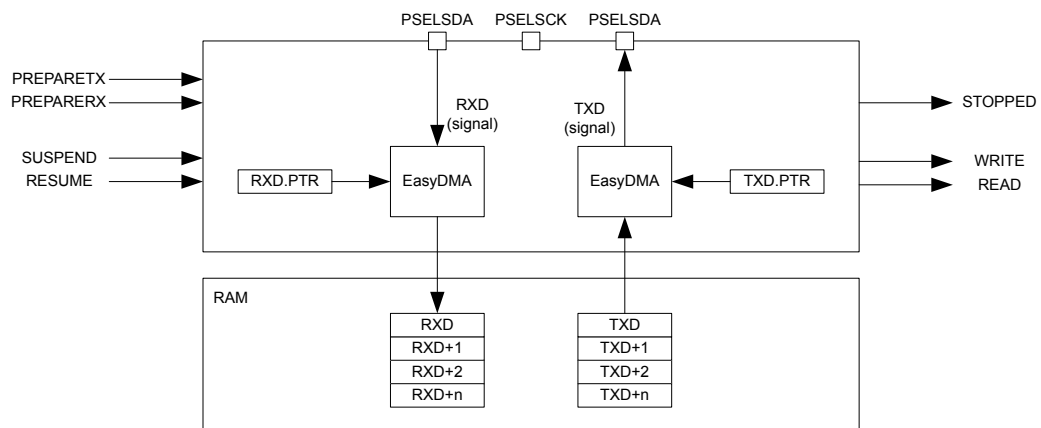 PSELSDA PSELSCK PSELSDA
PREPARETX
PREPARERX
RXD
(signal)
TXD
(signal)
STOPPED
SUSPEND
RESUME
RXD.PTR
EasyDMA
EasyDMA
TXD.PTR
WRITE
READ
RAM
RXD
RXD+1
RXD+2
RXD+n
TXD
TXD+1
TXD+2
TXD+n